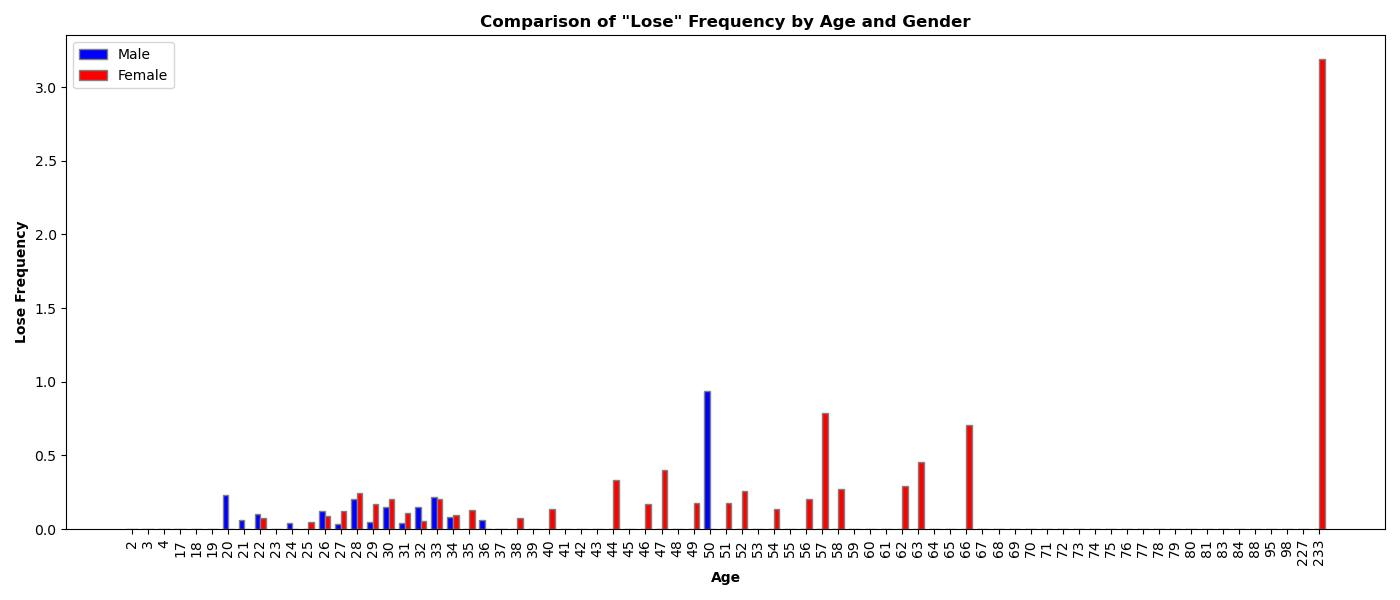 Comparison of "Lose" Frequency by Age and Gender
Male
Female
3.0
2.5
2.0
1.5
1.0
0.5
0.0
Lose Frequency
2 3 4 17 18 19 20 21 22 23 24 25 26 27 28 29 30 31 32 33 34 35 36 37 38 39 40 41 42 43 44 45 46 47 48 49 50 51 52 53 54 55 56 57 58 59 60 61 62 63 64 65 66 67 68 69 70 71 72 73 74 75 76 77 78 79 80 81 83 84 88 95 98 227 233
Age